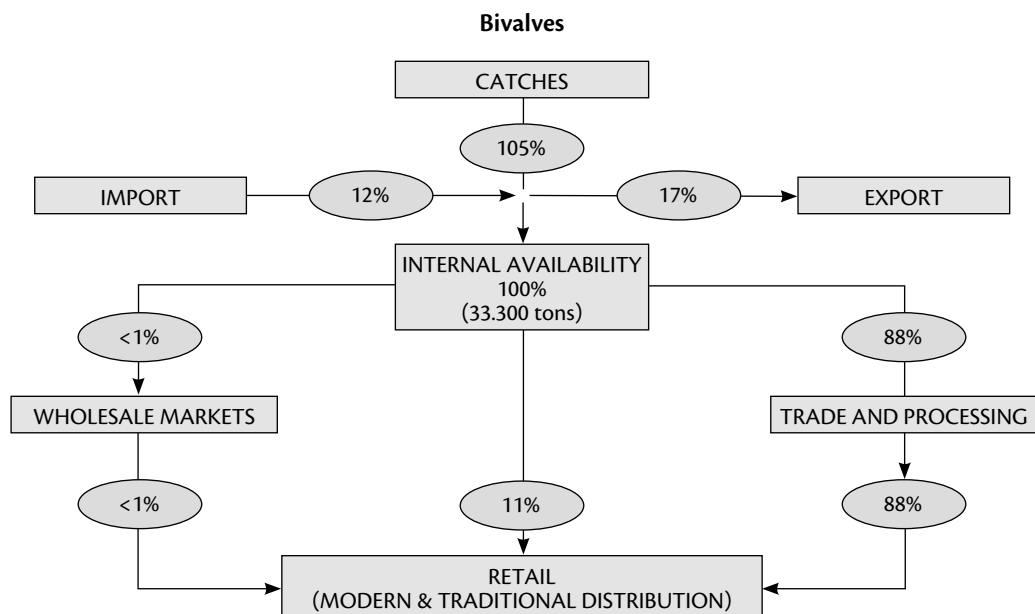 Bivalves
CATCHES
105%
IMPORT
12%
17%
EXPORT
INTERNAL AVAILABILITY
100%
(33.300 tons)
<1%
88%
WHOLESALE MARKETS
TRADE AND PROCESSING
<1%
11%
88%
RETAIL
(MODERN & TRADITIONAL DISTRIBUTION)